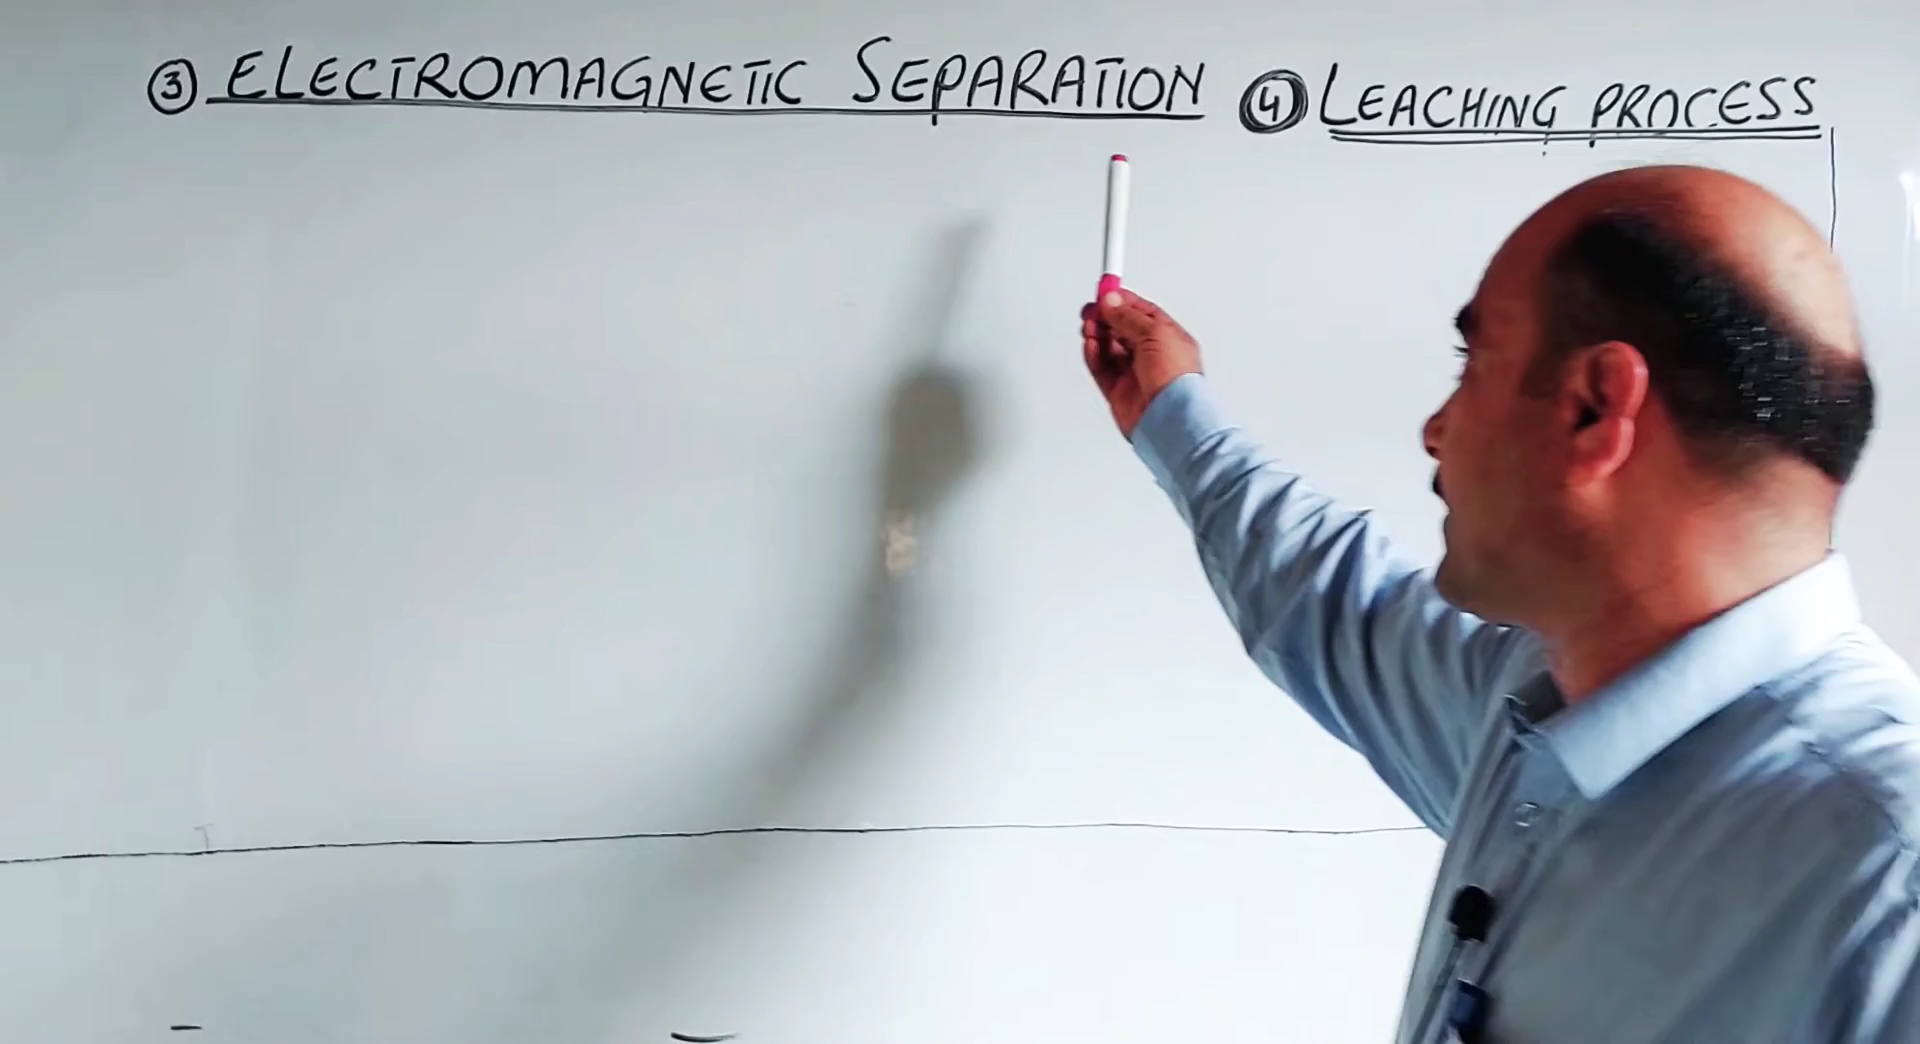 ③ ELECTROMAGNETIC SEPARATION ④ LEACHING PROCESS